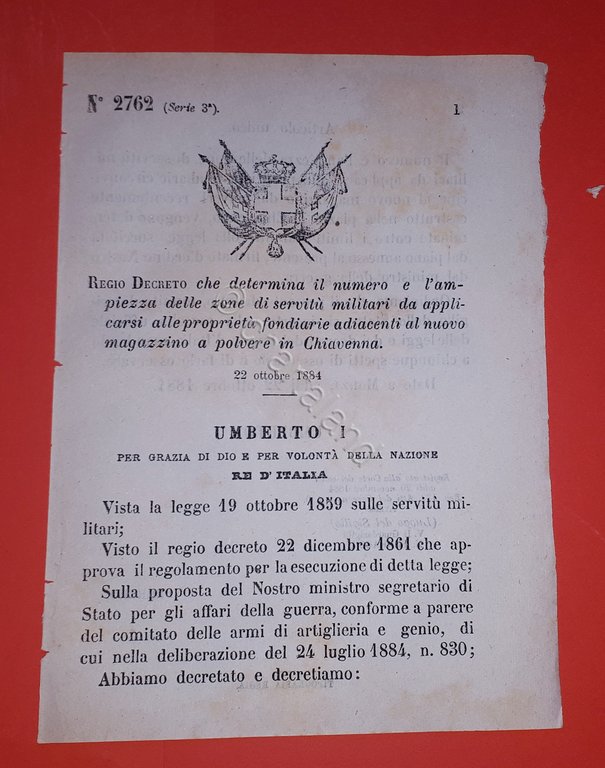 N° 2762 (Serie 3ª).
1
REGIO DECRETO che determina il numero e l'am-
piezza delle zone di servitù militari da appli-
carsi alle proprietà fondiarie adiacenti al nuovo
magazzino a polvere in Chiavenna.
22 ottobre 1884
UMBERTO I
PER GRAZIA DI DIO E PER VOLONTÀ DELLA NAZIONE
RE D'ITALIA
Vista la legge 19 ottobre 1859 sulle servitù mi-
litari;
Visto il regio decreto 22 dicembre 1861 che ap-
prova il regolamento per la esecuzione di detta legge;
Sulla proposta del Nostro ministro segretario di
Stato per gli affari della guerra, conforme a parere
del comitato delle armi di artiglieria e genio, di
cui nella deliberazione del 24 luglio 1884, n. 830;
Abbiamo decretato e decretiamo: